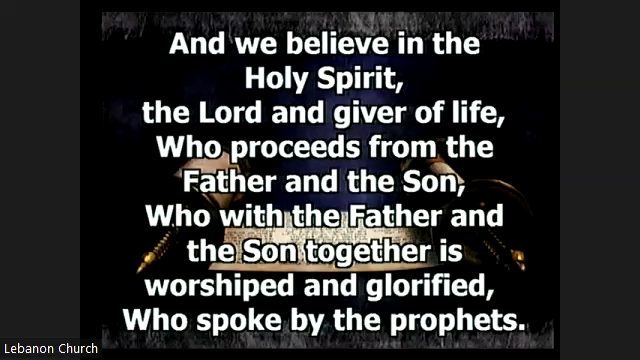 And we believe in the
Holy Spirit,
the Lord and giver of life,
Who proceeds from the
Father and the Son,
Who with the Father and
the Son together is
worshiped and glorified,
Who spoke by the prophets.
Lebanon Church